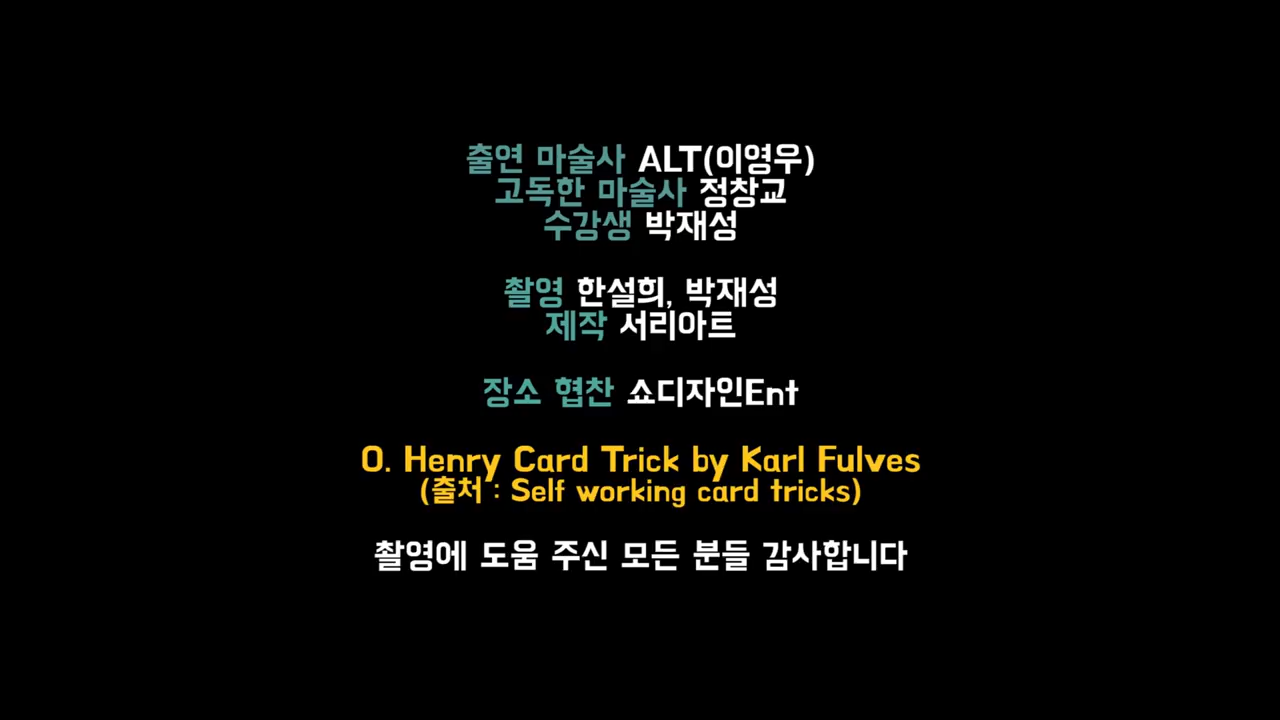 출연 마술사 ALT(이영우)
고독한 마술사 정창교
수강생 박재성
촬영 한설희, 박재성
제작 서리아트
장소 협찬 쇼디자인Ent
O. Henry Card Trick by Karl Fulves
(출처 : Self working card tricks)
촬영에 도움 주신 모든 분들 감사합니다